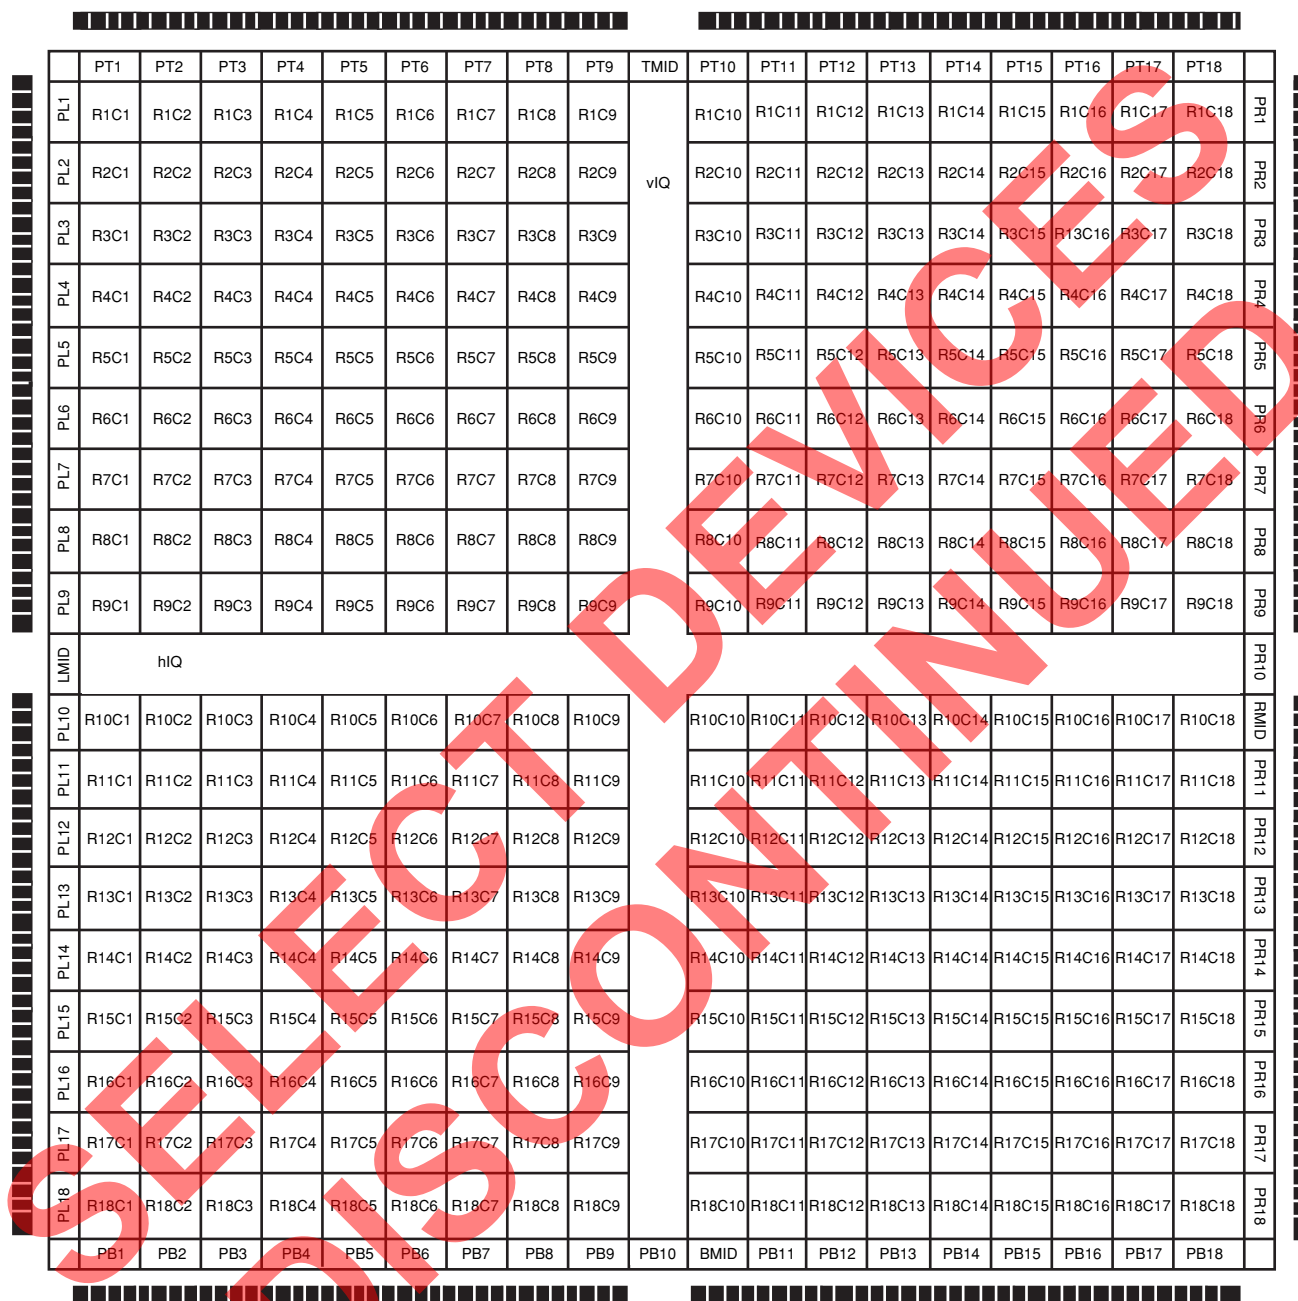 PT1 PT2 PT3 PT4 PT5 PT6 PT7 PT8 PT9 TMID PT10 PT11 PT12 PT13 PT14 PT15 PT16 PT17 PT18
PL1 R1C1 R1C2 R1C3 R1C4 R1C5 R1C6 R1C7 R1C8 R1C9 R1C10 R1C11 R1C12 R1C13 R1C14 R1C15 R1C16 R1C17 R1C18 PR1
PL2 R2C1 R2C2 R2C3 R2C4 R2C5 R2C6 R2C7 R2C8 R2C9 vIQ R2C10 R2C11 R2C12 R2C13 R2C14 R2C15 R2C16 R2C17 R2C18 PR2
PL3 R3C1 R3C2 R3C3 R3C4 R3C5 R3C6 R3C7 R3C8 R3C9 R3C10 R3C11 R3C12 R3C13 R3C14 R3C15 R13C16 R3C17 R3C18 PR3
PL4 R4C1 R4C2 R4C3 R4C4 R4C5 R4C6 R4C7 R4C8 R4C9 R4C10 R4C11 R4C12 R4C13 R4C14 R4C15 R4C16 R4C17 R4C18 PR4
PL5 R5C1 R5C2 R5C3 R5C4 R5C5 R5C6 R5C7 R5C8 R5C9 R5C10 R5C11 R5C12 R5C13 R5C14 R5C15 R5C16 R5C17 R5C18 PR5
PL6 R6C1 R6C2 R6C3 R6C4 R6C5 R6C6 R6C7 R6C8 R6C9 R6C10 R6C11 R6C12 R6C13 R6C14 R6C15 R6C16 R6C17 R6C18 PR6
PL7 R7C1 R7C2 R7C3 R7C4 R7C5 R7C6 R7C7 R7C8 R7C9 R7C10 R7C11 R7C12 R7C13 R7C14 R7C15 R7C16 R7C17 R7C18 PR7
PL8 R8C1 R8C2 R8C3 R8C4 R8C5 R8C6 R8C7 R8C8 R8C9 R8C10 R8C11 R8C12 R8C13 R8C14 R8C15 R8C16 R8C17 R8C18 PR8
PL9 R9C1 R9C2 R9C3 R9C4 R9C5 R9C6 R9C7 R9C8 R9C9 R9C10 R9C11 R9C12 R9C13 R9C14 R9C15 R9C16 R9C17 R9C18 PR9
LMID hIQ PR10
PL10 R10C1 R10C2 R10C3 R10C4 R10C5 R10C6 R10C7 R10C8 R10C9 R10C10 R10C11 R10C12 R10C13 R10C14 R10C15 R10C16 R10C17 R10C18 RMID
PL11 R11C1 R11C2 R11C3 R11C4 R11C5 R11C6 R11C7 R11C8 R11C9 R11C10 R11C11 R11C12 R11C13 R11C14 R11C15 R11C16 R11C17 R11C18 PR11
PL12 R12C1 R12C2 R12C3 R12C4 R12C5 R12C6 R12C7 R12C8 R12C9 R12C10 R12C11 R12C12 R12C13 R12C14 R12C15 R12C16 R12C17 R12C18 PR12
PL13 R13C1 R13C2 R13C3 R13C4 R13C5 R13C6 R13C7 R13C8 R13C9 R13C10 R13C11 R13C12 R13C13 R13C14 R13C15 R13C16 R13C17 R13C18 PR13
PL14 R14C1 R14C2 R14C3 R14C4 R14C5 R14C6 R14C7 R14C8 R14C9 R14C10 R14C11 R14C12 R14C13 R14C14 R14C15 R14C16 R14C17 R14C18 PR14
PL15 R15C1 R15C2 R15C3 R15C4 R15C5 R15C6 R15C7 R15C8 R15C9 R15C10 R15C11 R15C12 R15C13 R15C14 R15C15 R15C16 R15C17 R15C18 PR15
PL16 R16C1 R16C2 R16C3 R16C4 R16C5 R16C6 R16C7 R16C8 R16C9 R16C10 R16C11 R16C12 R16C13 R16C14 R16C15 R16C16 R16C17 R16C18 PR16
PL17 R17C1 R17C2 R17C3 R17C4 R17C5 R17C6 R17C7 R17C8 R17C9 R17C10 R17C11 R17C12 R17C13 R17C14 R17C15 R17C16 R17C17 R17C18 PR17
PL18 R18C1 R18C2 R18C3 R18C4 R18C5 R18C6 R18C7 R18C8 R18C9 R18C10 R18C11 R18C12 R18C13 R18C14 R18C15 R18C16 R18C17 R18C18 PR18
PB1 PB2 PB3 PB4 PB5 PB6 PB7 PB8 PB9 PB10 BMID PB11 PB12 PB13 PB14 PB15 PB16 PB17 PB18
SELECT DEVICES
DISCONTINUED